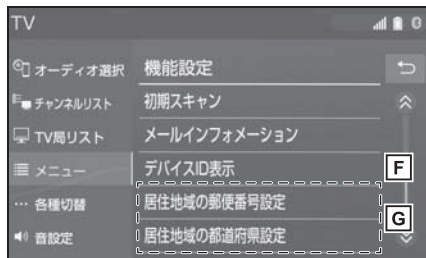 TV
オーディオ選択
チャンネルリスト
TV局リスト
メニュー
各種切替
音設定
機能設定
初期スキャン
メールインフォメーション
デバイスID表示
F
居住地域の郵便番号設定
G
居住地域の都道府県設定